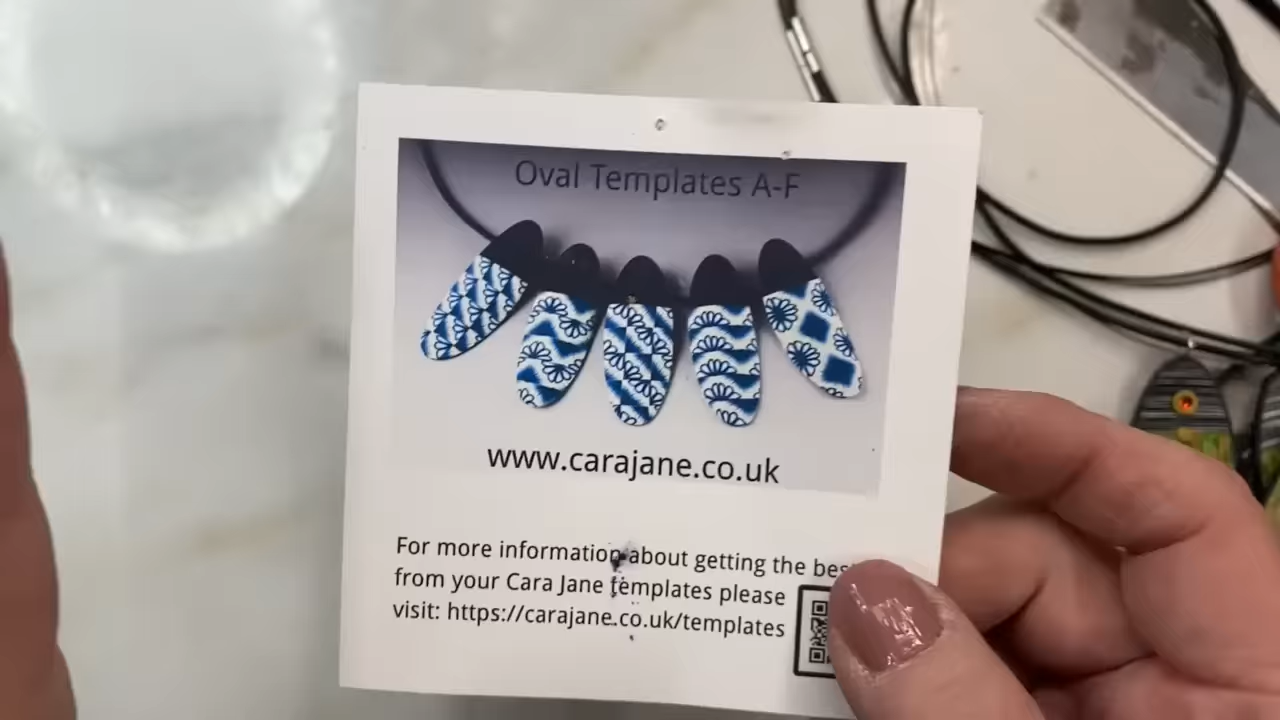 Oval Templates A-F
www.carajane.co.uk
For more information about getting the
from your Cara Jane templates please
visit: https://carajane.co.uk/templates